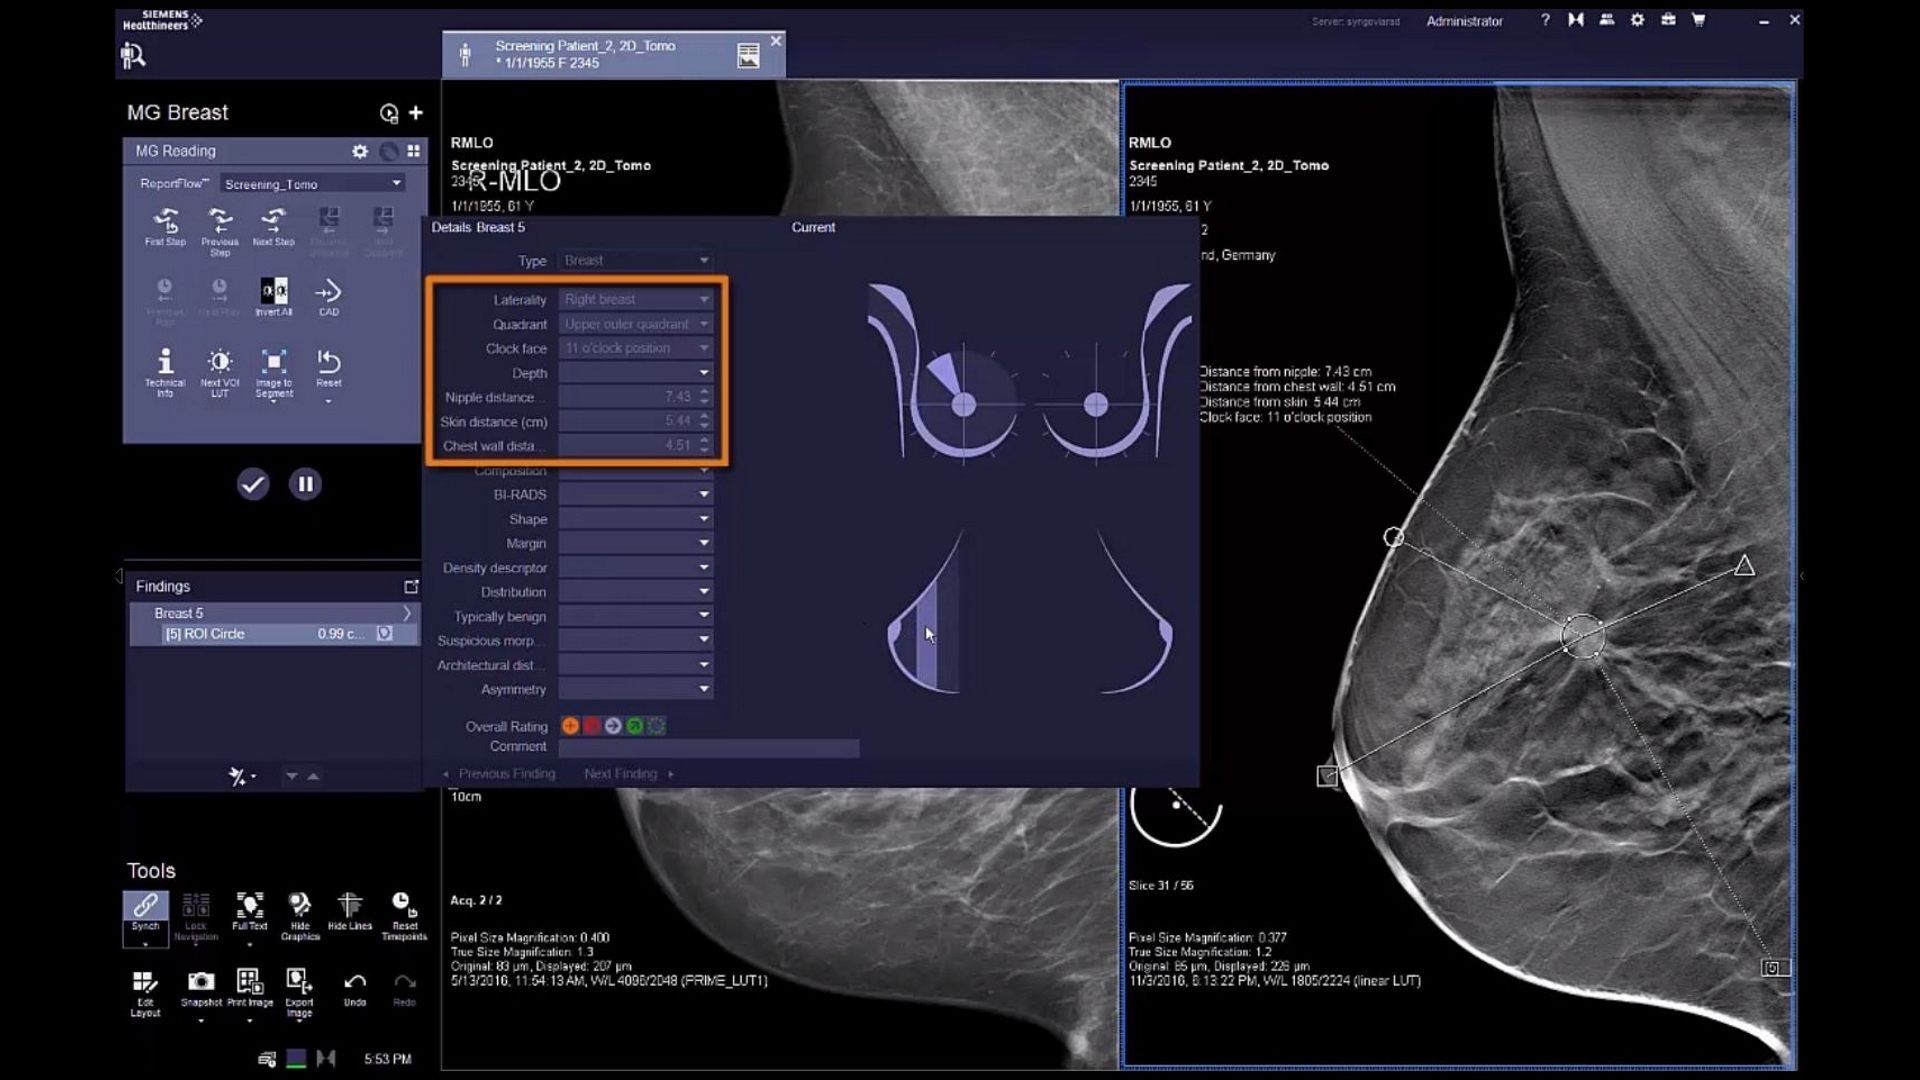 SIEMENS
Healthineers
Server: syngoviarad
Administrator
?
Screening Patient_2, 2D_Tomo
* 1/1/1955 F 2345
MG Breast
MG Reading
ReportFlow™ Screening_Tomo
First Step
Previous Step
Next Step
Invert All
CAD
Technical Info
Next VOI LUT
Image to Segment
Reset
Findings
Breast 5
[5] ROI Circle 0.99 c...
Tools
Synch
Lock Navigation
Full Text
Hide Graphics
Hide Lines
Reset Timepoints
Edit Layout
Snapshot
Print Image
Export Image
Undo
Redo
5:53 PM
RMLO
Screening Patient_2, 2D_Tomo
2345
R-MLO
1/1/1955, 61 Y
Details Breast 5
Current
Type Breast
Laterality Right breast
Quadrant Upper outer quadrant
Clock face 11 o'clock position
Depth
Nipple distance... 7.43
Skin distance (cm) 5.44
Chest wall dista... 4.51
Composition
BI-RADS
Shape
Margin
Density descriptor
Distribution
Typically benign
Suspicious morp...
Architectural dist...
Asymmetry
Overall Rating
Comment
Previous Finding Next Finding
10cm
Acq. 2 / 2
Pixel Size Magnification: 0.400
True Size Magnification: 1.3
Original: 83 µm, Displayed: 207 µm
5/13/2016, 11:54:13 AM, W/L 4096/2048 (PRIME_LUT1)
RMLO
Screening Patient_2, 2D_Tomo
2345
1/1/1955, 61 Y
2
nd, Germany
Distance from nipple: 7.43 cm
Distance from chest wall: 4.51 cm
Distance from skin: 5.44 cm
Clock face: 11 o'clock position
[5]
Slice 31 / 56
Pixel Size Magnification: 0.377
True Size Magnification: 1.2
Original: 85 µm, Displayed: 226 µm
11/3/2016, 6:13:22 PM, W/L 1805/2224 (linear LUT)